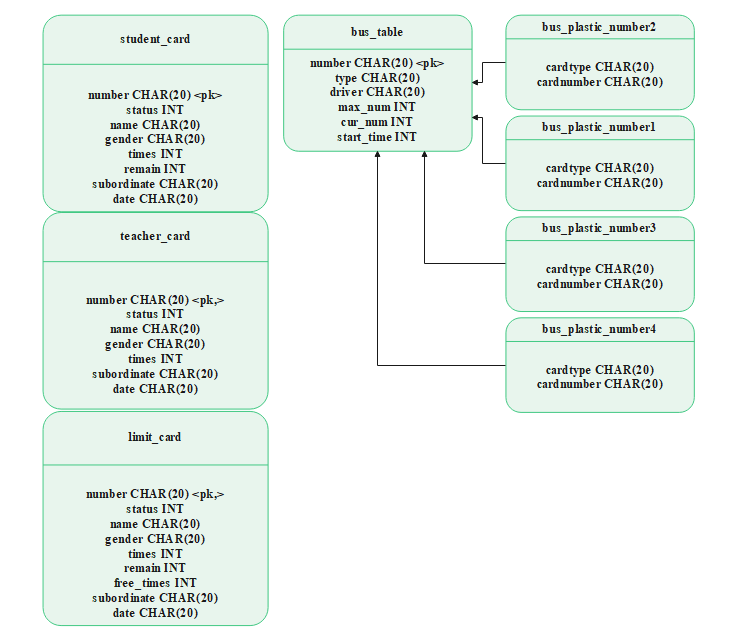 student_card
number CHAR(20) <pk>
status INT
name CHAR(20)
gender CHAR(20)
times INT
remain INT
subordinate CHAR(20)
date CHAR(20)
teacher_card
number CHAR(20) <pk,>
status INT
name CHAR(20)
gender CHAR(20)
times INT
subordinate CHAR(20)
date CHAR(20)
limit_card
number CHAR(20) <pk,>
status INT
name CHAR(20)
gender CHAR(20)
times INT
remain INT
free_times INT
subordinate CHAR(20)
date CHAR(20)
bus_table
number CHAR(20) <pk>
type CHAR(20)
driver CHAR(20)
max_num INT
cur_num INT
start_time INT
bus_plastic_number2
cardtype CHAR(20)
cardnumber CHAR(20)
bus_plastic_number1
cardtype CHAR(20)
cardnumber CHAR(20)
bus_plastic_number3
cardtype CHAR(20)
cardnumber CHAR(20)
bus_plastic_number4
cardtype CHAR(20)
cardnumber CHAR(20)